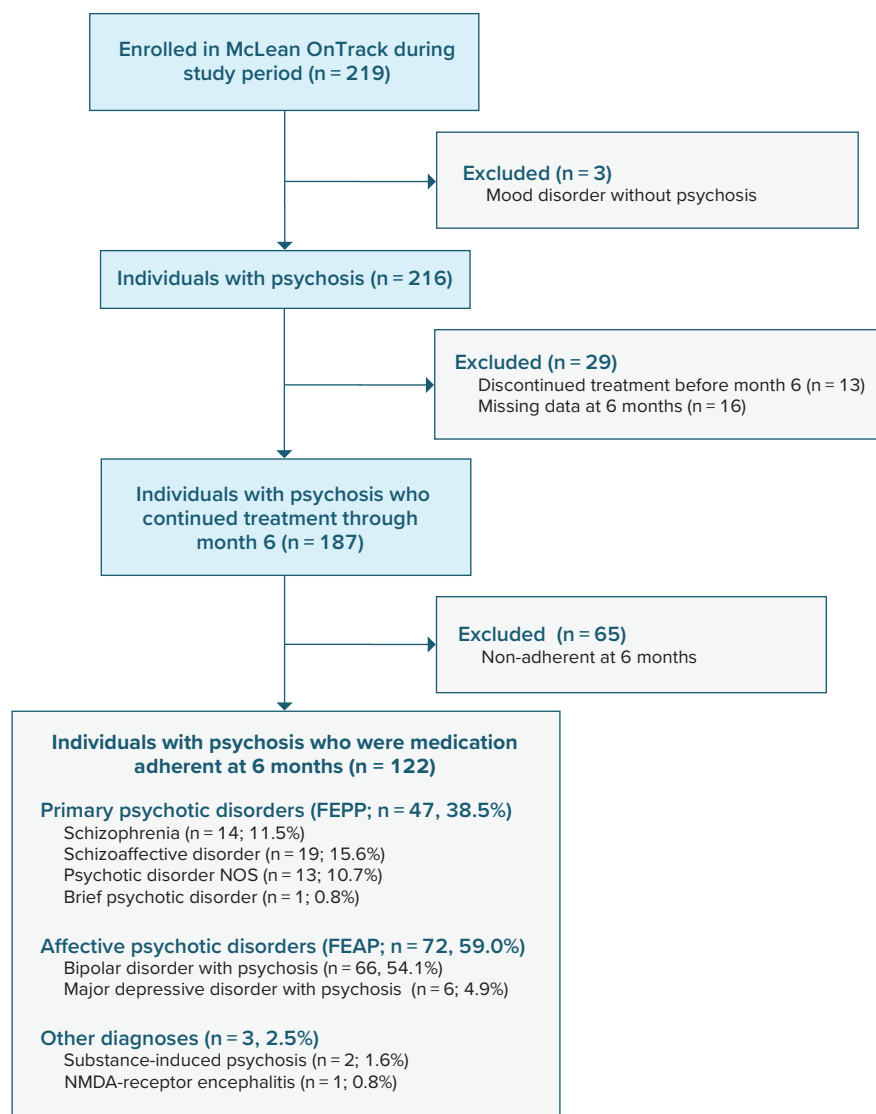 Enrolled in McLean OnTrack during
study period (n = 219)
Excluded (n = 3)
Mood disorder without psychosis
Individuals with psychosis (n = 216)
Excluded (n = 29)
Discontinued treatment before month 6 (n = 13)
Missing data at 6 months (n = 16)
Individuals with psychosis who
continued treatment through
month 6 (n = 187)
Excluded (n = 65)
Non-adherent at 6 months
Individuals with psychosis who were medication
adherent at 6 months (n = 122)
Primary psychotic disorders (FEPP; n = 47, 38.5%)
Schizophrenia (n = 14; 11.5%)
Schizoaffective disorder (n = 19; 15.6%)
Psychotic disorder NOS (n = 13; 10.7%)
Brief psychotic disorder (n = 1; 0.8%)
Affective psychotic disorders (FEAP; n = 72, 59.0%)
Bipolar disorder with psychosis (n = 66, 54.1%)
Major depressive disorder with psychosis (n = 6; 4.9%)
Other diagnoses (n = 3, 2.5%)
Substance-induced psychosis (n = 2; 1.6%)
NMDA-receptor encephalitis (n = 1; 0.8%)